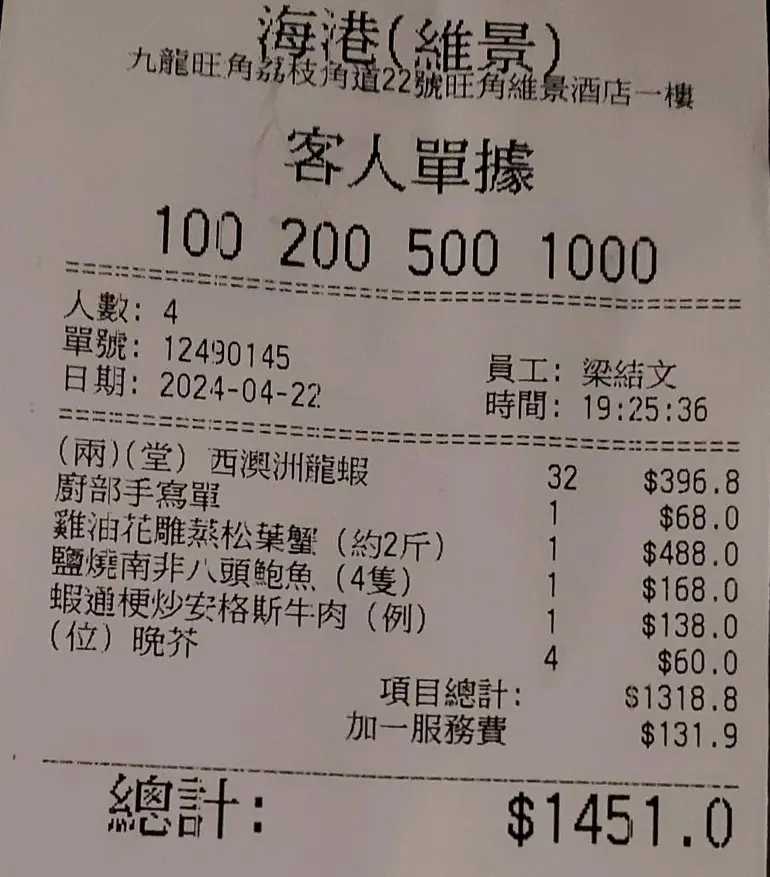 海港(維景)
九龍旺角荔枝角道22號旺角維景酒店一樓
客人單據
100 200 500 1000
人數: 4
單號: 12490145 員工: 梁結文
日期: 2024-04-22 時間: 19:25:36
(兩)(堂) 西澳洲龍蝦 32 $396.8
廚部手寫單 1 $68.0
雞油花雕蒸松葉蟹 (約2斤) 1 $488.0
鹽燒南非八頭鮑魚 (4隻) 1 $168.0
蝦通梗炒安格斯牛肉 (例) 1 $138.0
(位) 晚芥 4 $60.0
項目總計: $1318.8
加一服務費 $131.9
總計: $1451.0